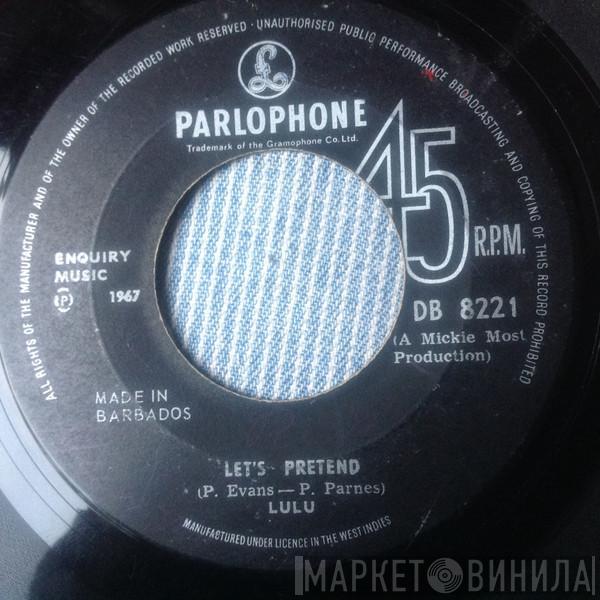 ALL RIGHTS OF THE MANUFACTURER AND OF THE OWNER OF THE RECORDED WORK RESERVED · UNAUTHORISED PUBLIC PERFORMANCE BROADCASTING AND COPYING OF THIS RECORD PROHIBITED
£
PARLOPHONE
Trademark of the Gramophone Co. Ltd.
45
R.P.M.
ENQUIRY
MUSIC
Ⓟ 1967
DB 8221
(A Mickie Most
Production)
MADE IN
BARBADOS
LET'S PRETEND
(P. Evans — P. Parnes)
LULU
MANUFACTURED UNDER LICENCE IN THE WEST INDIES
МАРКЕТ ВИНИЛА